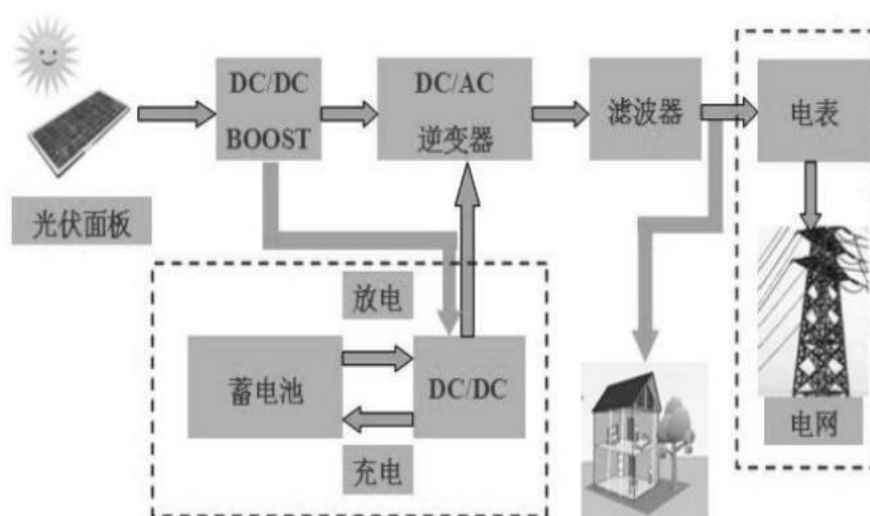 DC/DC
BOOST
DC/AC
逆变器
滤波器
电表
光伏面板
放电
蓄电池
DC/DC
充电
电网